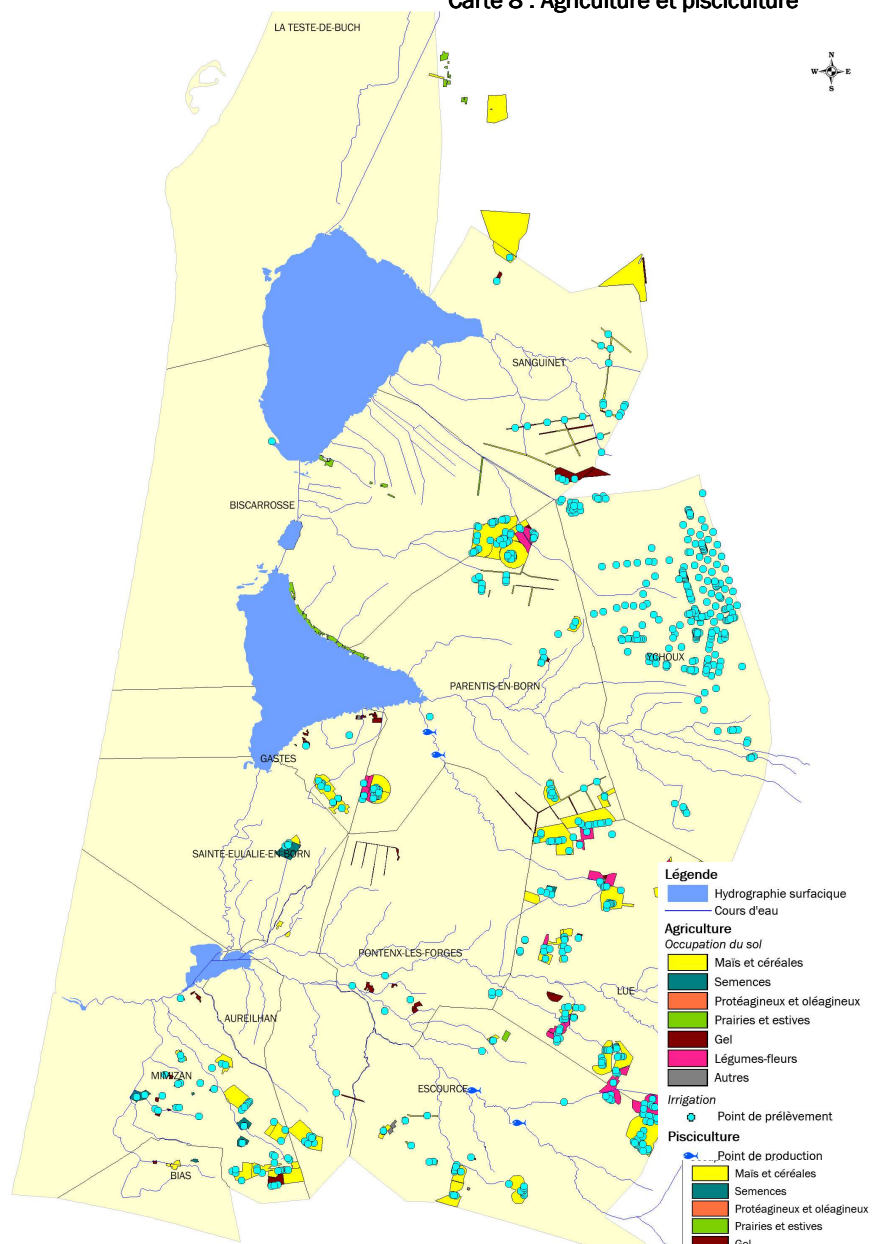 Carte 8 : Agriculture et pisciculture
LA TESTE-DE-BUCH
N
W E
S
SANGUINET
BISCARROSSE
YCHOUX
PARENTIS-EN-BORN
GASTES
SAINTE-EULALIE-EN-BORN
PONTENX-LES-FORGES
LUE
AUREILHAN
MIMIZAN
ESCOURCE
BIAS
Légende
Hydrographie surfacique
Cours d'eau
Agriculture
Occupation du sol
Maïs et céréales
Semences
Protéagineux et oléagineux
Prairies et estives
Gel
Légumes-fleurs
Autres
Irrigation
Point de prélèvement
Pisciculture
Point de production
Maïs et céréales
Semences
Protéagineux et oléagineux
Prairies et estives
Gel